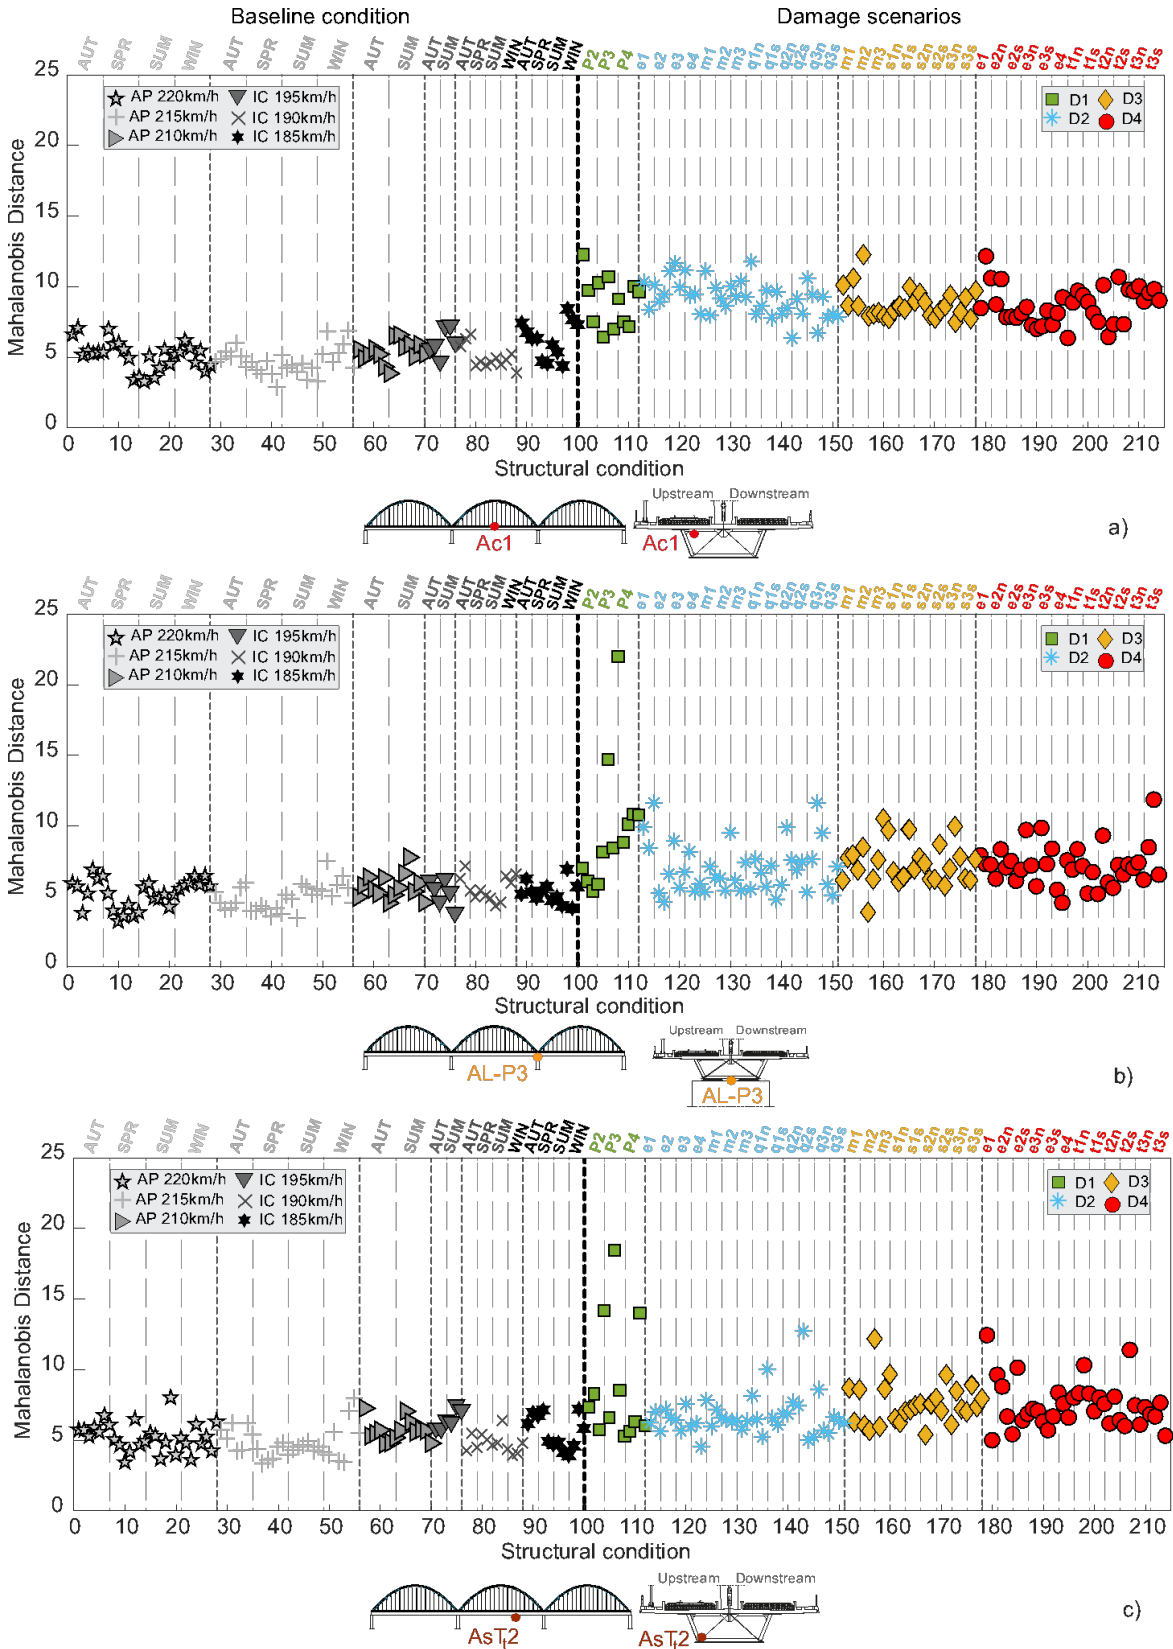 Baseline condition Damage scenarios
AUT SPR SUM WIN AUT SPR SUM WIN AUT SUM AUT SUM AUT SPR SUM WIN AUT SPR SUM WIN P2 P3 P4 e1 e2 e3 e4 m1 m2 m3 q1n q1s q2n q2s q3n q3s m1 m2 m3 s1n s1s s2n s2s s3n s3s e1 e2n e2s e3n e3s e4 t1n t1s t2n t2s t3n t3s
25
AP 220km/h IC 195km/h D1 D3
AP 215km/h IC 190km/h D2 D4
AP 210km/h IC 185km/h
20
15
10
5
0
Mahalanobis Distance
0 10 20 30 40 50 60 70 80 90 100 110 120 130 140 150 160 170 180 190 200 210
Structural condition
Upstream Downstream
Ac1 Ac1
a)
AUT SPR SUM WIN AUT SPR SUM WIN AUT SUM AUT SUM AUT SPR SUM WIN AUT SPR SUM WIN P2 P3 P4 e1 e2 e3 e4 m1 m2 m3 q1n q1s q2n q2s q3n q3s m1 m2 m3 s1n s1s s2n s2s s3n s3s e1 e2n e2s e3n e3s e4 t1n t1s t2n t2s t3n t3s
25
AP 220km/h IC 195km/h D1 D3
AP 215km/h IC 190km/h D2 D4
AP 210km/h IC 185km/h
20
15
10
5
0
Mahalanobis Distance
0 10 20 30 40 50 60 70 80 90 100 110 120 130 140 150 160 170 180 190 200 210
Structural condition
Upstream Downstream
AL-P3 AL-P3
b)
AUT SPR SUM WIN AUT SPR SUM WIN AUT SUM AUT SUM AUT SPR SUM WIN AUT SPR SUM WIN P2 P3 P4 e1 e2 e3 e4 m1 m2 m3 q1n q1s q2n q2s q3n q3s m1 m2 m3 s1n s1s s2n s2s s3n s3s e1 e2n e2s e3n e3s e4 t1n t1s t2n t2s t3n t3s
25
AP 220km/h IC 195km/h D1 D3
AP 215km/h IC 190km/h D2 D4
AP 210km/h IC 185km/h
20
15
10
5
0
Mahalanobis Distance
0 10 20 30 40 50 60 70 80 90 100 110 120 130 140 150 160 170 180 190 200 210
Structural condition
Upstream Downstream
AsTᵢ2 AsTᵢ2
c)